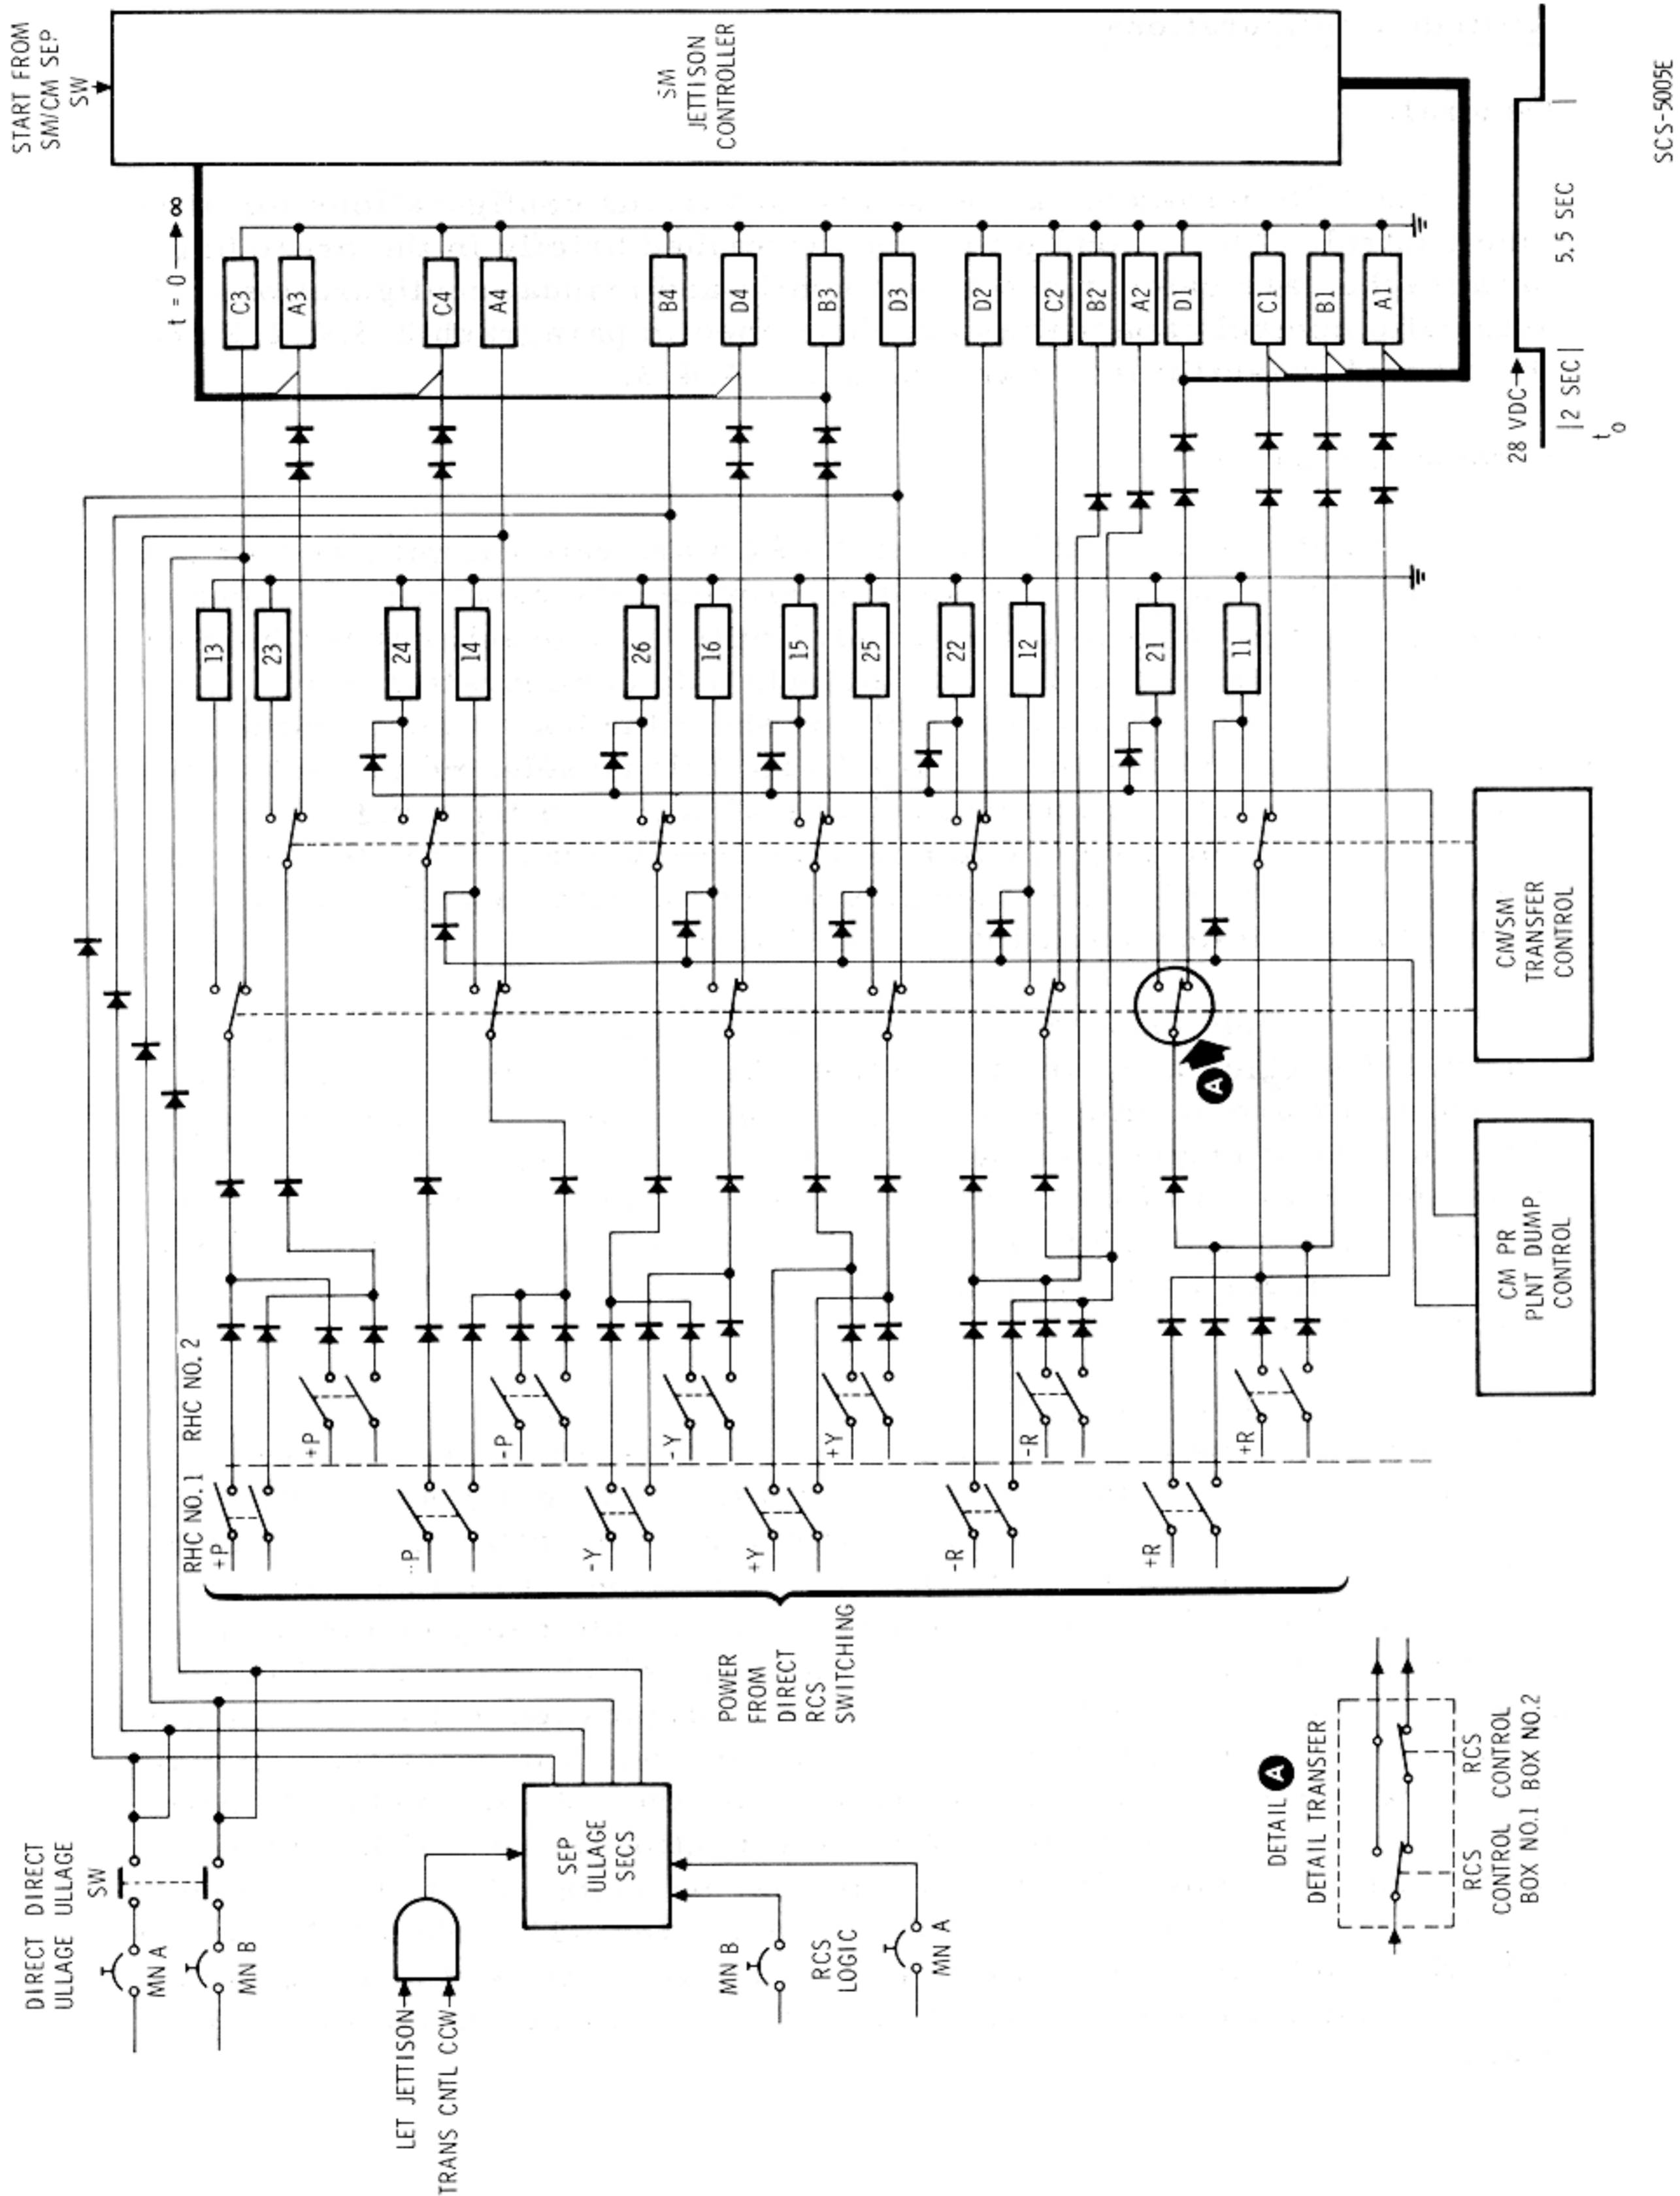 START FROM
SM/CM SEP
SW
SM
JETTISON
CONTROLLER
t = 0 → ∞
C3
A3
C4
A4
B4
D4
B3
D3
D2
C2
B2
A2
D1
C1
B1
A1
28 VDC
2 SEC
5.5 SEC
t0
13
23
24
14
26
16
15
25
22
12
21
11
CM/SM
TRANSFER
CONTROL
CM PR
PLNT DUMP
CONTROL
A
RHC NO. 1
RHC NO. 2
+P
+P
-P
-P
-Y
-Y
+Y
+Y
-R
-R
+R
+R
POWER
FROM
DIRECT
RCS
SWITCHING
DIRECT
ULLAGE
DIRECT
ULLAGE
SW
MN A
MN B
LET JETTISON
TRANS CNTL CCW
SEP
ULLAGE
SECS
MN B
RCS
LOGIC
MN A
DETAIL A
DETAIL TRANSFER
RCS
CONTROL
BOX NO.1
RCS
CONTROL
BOX NO.2
SCS-5005E